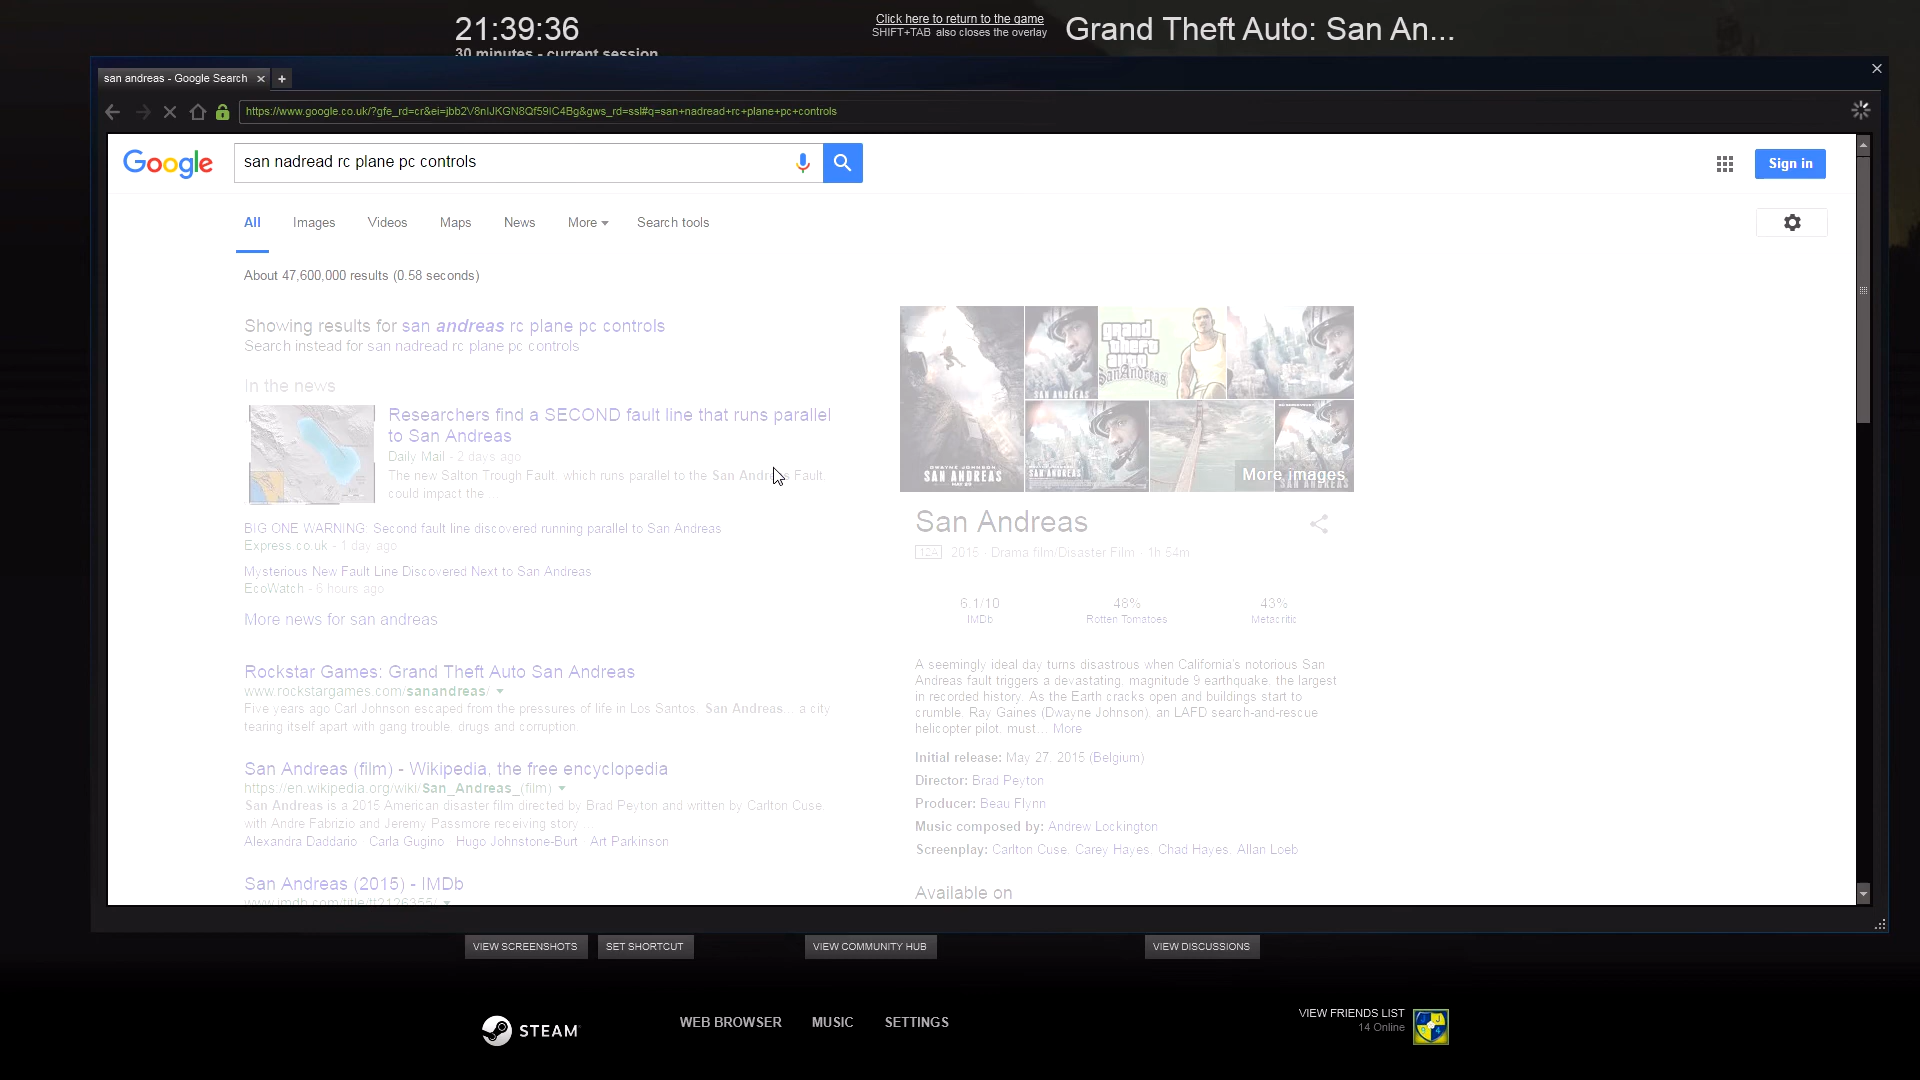 21:39:36
30 minutes - current session
Click here to return to the game
SHIFT+TAB also closes the overlay
Grand Theft Auto: San An...
san andreas - Google Search
https://www.google.co.uk/?gfe_rd=cr&ei=jbb2V8nIJKGN8Qf59IC4Bg&gws_rd=ssl#q=san+nadread+rc+plane+pc+controls
Google
san nadread rc plane pc controls
Sign in
All Images Videos Maps News More Search tools
About 47,600,000 results (0.58 seconds)
Showing results for san andreas rc plane pc controls
Search instead for san nadread rc plane pc controls
In the news
Researchers find a SECOND fault line that runs parallel
to San Andreas
Daily Mail - 2 days ago
The new Salton Trough Fault, which runs parallel to the San Andreas Fault,
could impact the ...
BIG ONE WARNING: Second fault line discovered running parallel to San Andreas
Express.co.uk - 1 day ago
Mysterious New Fault Line Discovered Next to San Andreas
EcoWatch - 6 hours ago
More news for san andreas
Rockstar Games: Grand Theft Auto San Andreas
www.rockstargames.com/sanandreas/
Five years ago Carl Johnson escaped from the pressures of life in Los Santos, San Andreas... a city
tearing itself apart with gang trouble, drugs and corruption.
San Andreas (film) - Wikipedia, the free encyclopedia
https://en.wikipedia.org/wiki/San_Andreas_(film)
San Andreas is a 2015 American disaster film directed by Brad Peyton and written by Carlton Cuse,
with Andre Fabrizio and Jeremy Passmore receiving story ...
Alexandra Daddario · Carla Gugino · Hugo Johnstone-Burt · Art Parkinson
San Andreas (2015) - IMDb
www.imdb.com/title/tt2126355/
grand
theft
auto
SanAndreas
DWAYNE JOHNSON
SAN ANDREAS
SAN ANDREAS
SAN ANDREAS
SAN ANDREAS
More images
San Andreas
12A 2015 · Drama film/Disaster Film · 1h 54m
6.1/10
IMDb
48%
Rotten Tomatoes
43%
Metacritic
A seemingly ideal day turns disastrous when California's notorious San
Andreas fault triggers a devastating, magnitude 9 earthquake, the largest
in recorded history. As the Earth cracks open and buildings start to
crumble, Ray Gaines (Dwayne Johnson), an LAFD search-and-rescue
helicopter pilot, must... More
Initial release: May 27, 2015 (Belgium)
Director: Brad Peyton
Producer: Beau Flynn
Music composed by: Andrew Lockington
Screenplay: Carlton Cuse, Carey Hayes, Chad Hayes, Allan Loeb
Available on
VIEW SCREENSHOTS
SET SHORTCUT
VIEW COMMUNITY HUB
VIEW DISCUSSIONS
STEAM
WEB BROWSER
MUSIC
SETTINGS
VIEW FRIENDS LIST
14 Online